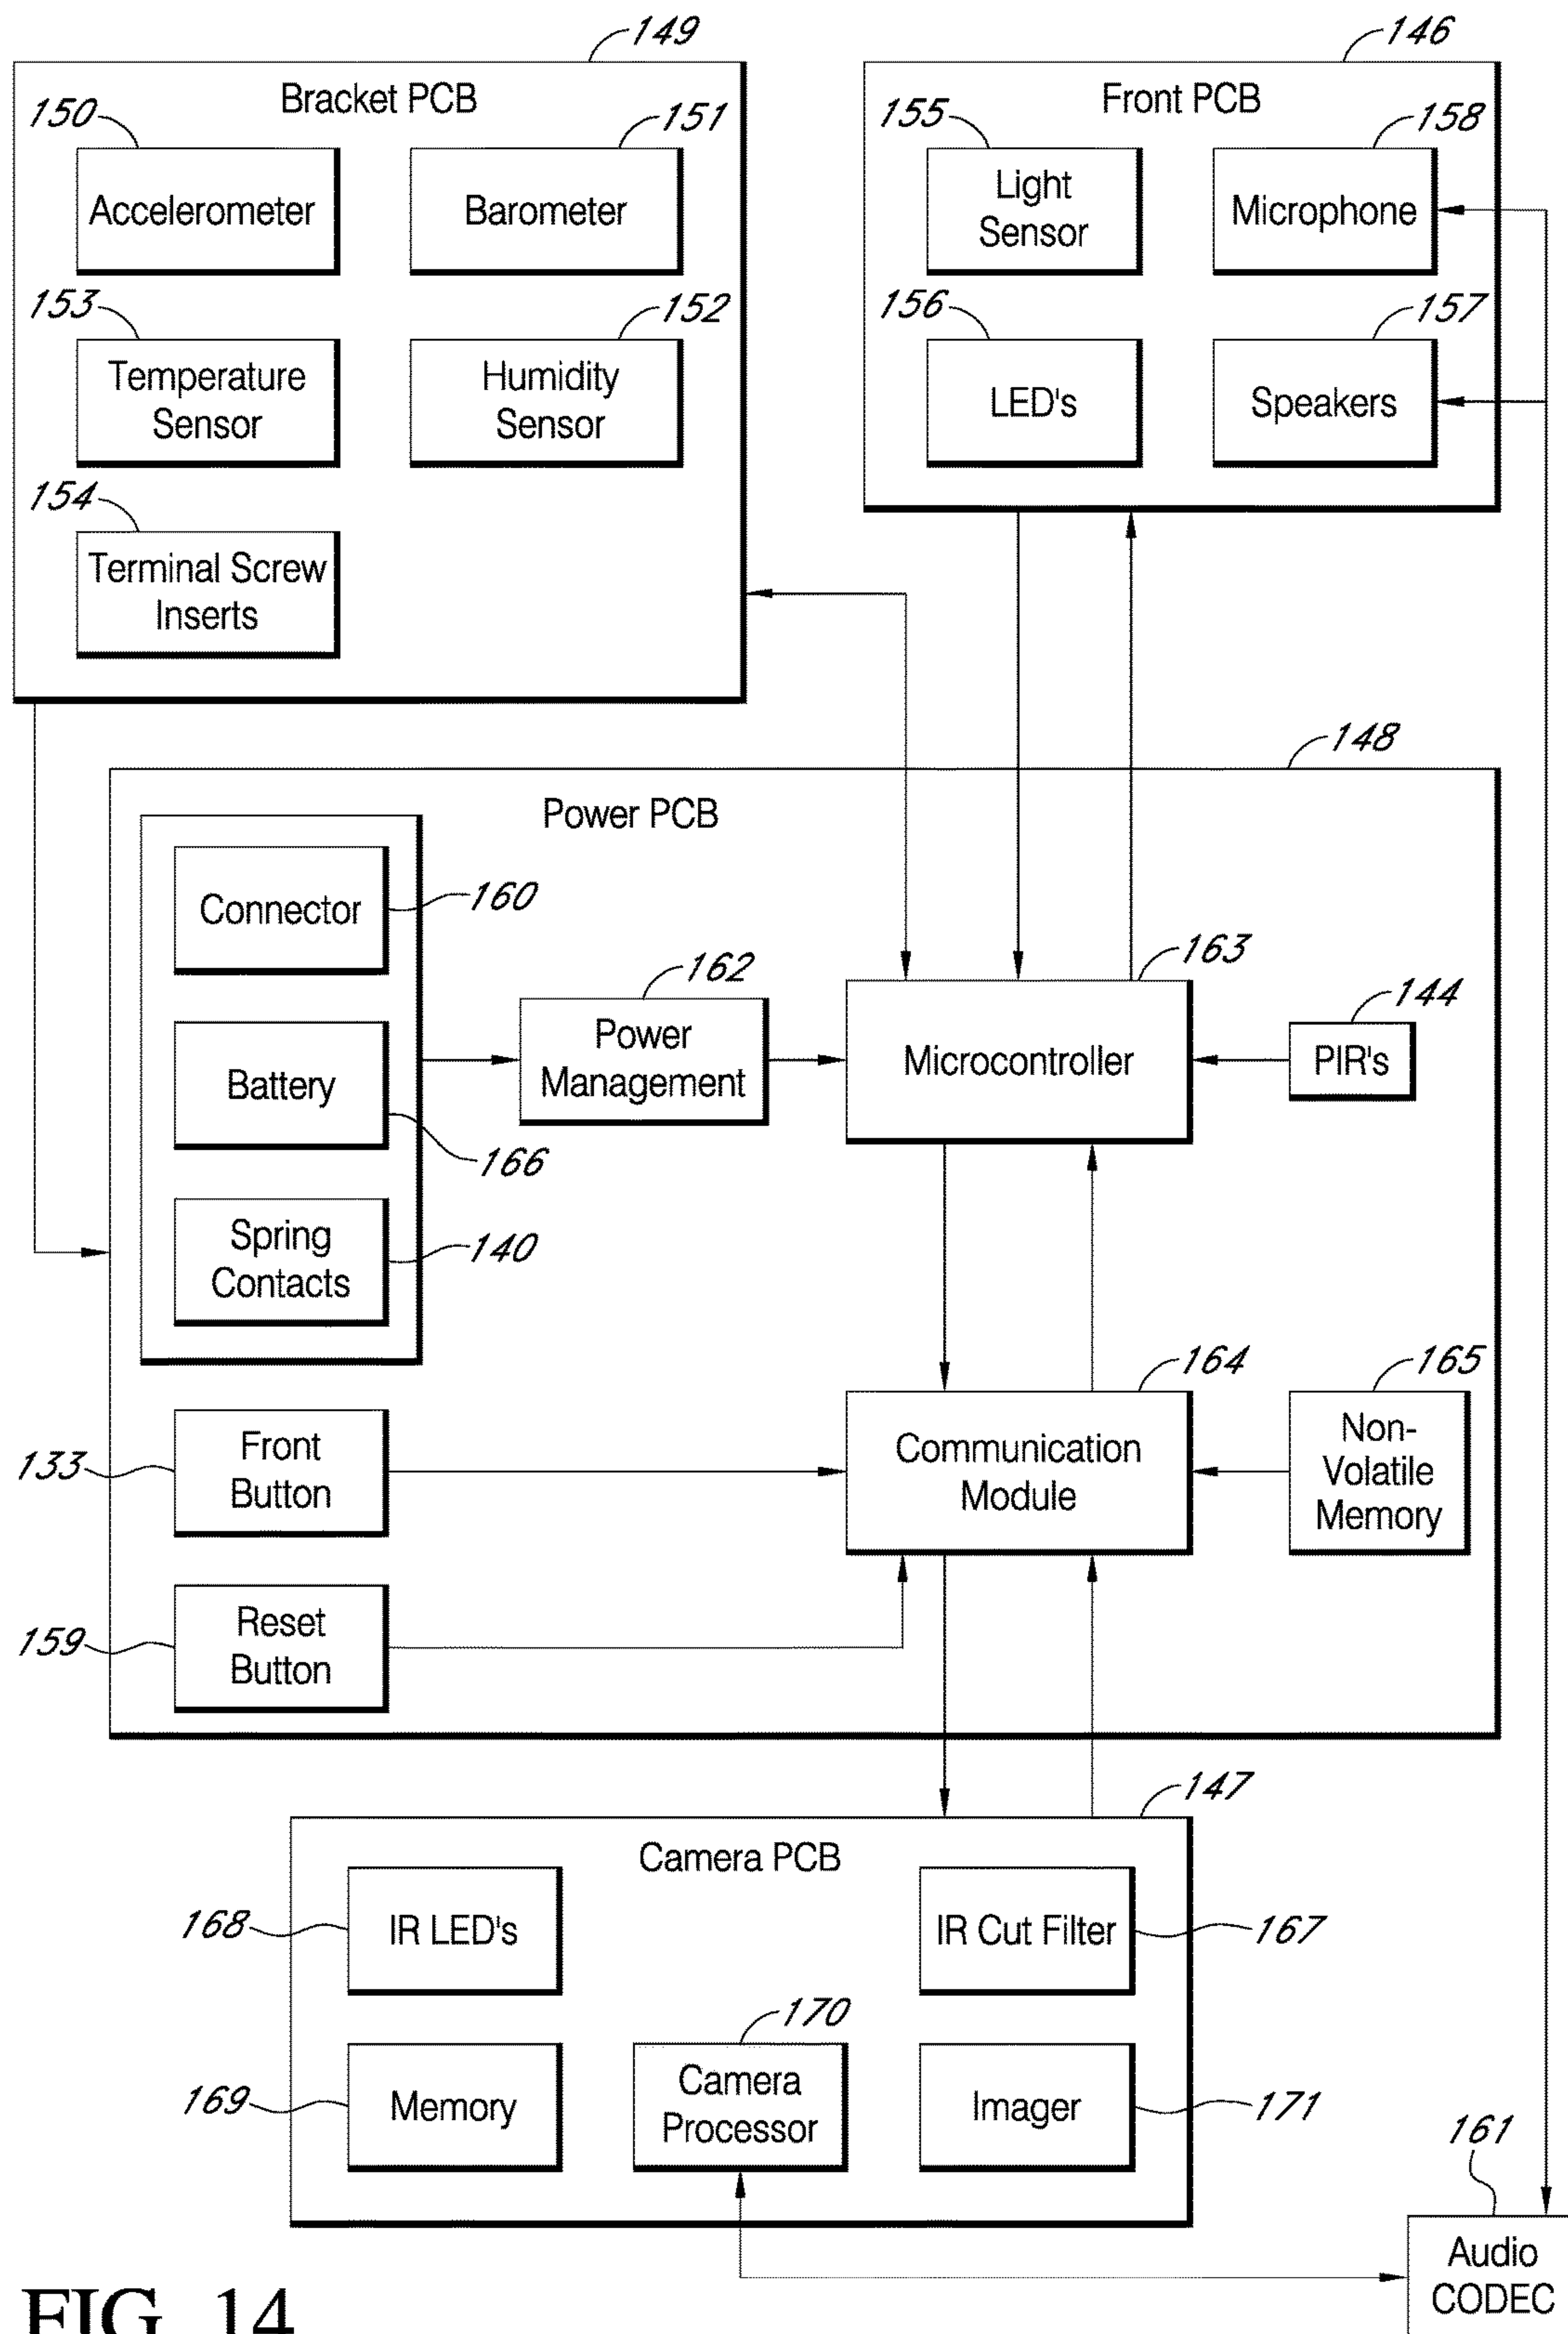 149
146
Bracket PCB
Front PCB
150
151
155
158
Accelerometer
Barometer
Light
Sensor
Microphone
153
152
156
157
Temperature
Sensor
Humidity
Sensor
LED's
Speakers
154
Terminal Screw
Inserts
148
Power PCB
Connector
160
162
163
144
Battery
166
Power
Management
Microcontroller
PIR's
Spring
Contacts
140
164
165
133
Front
Button
Communication
Module
Non-
Volatile
Memory
159
Reset
Button
147
Camera PCB
168
IR LED's
IR Cut Filter
167
170
169
Memory
Camera
Processor
Imager
171
161
Audio
CODEC
FIG. 14